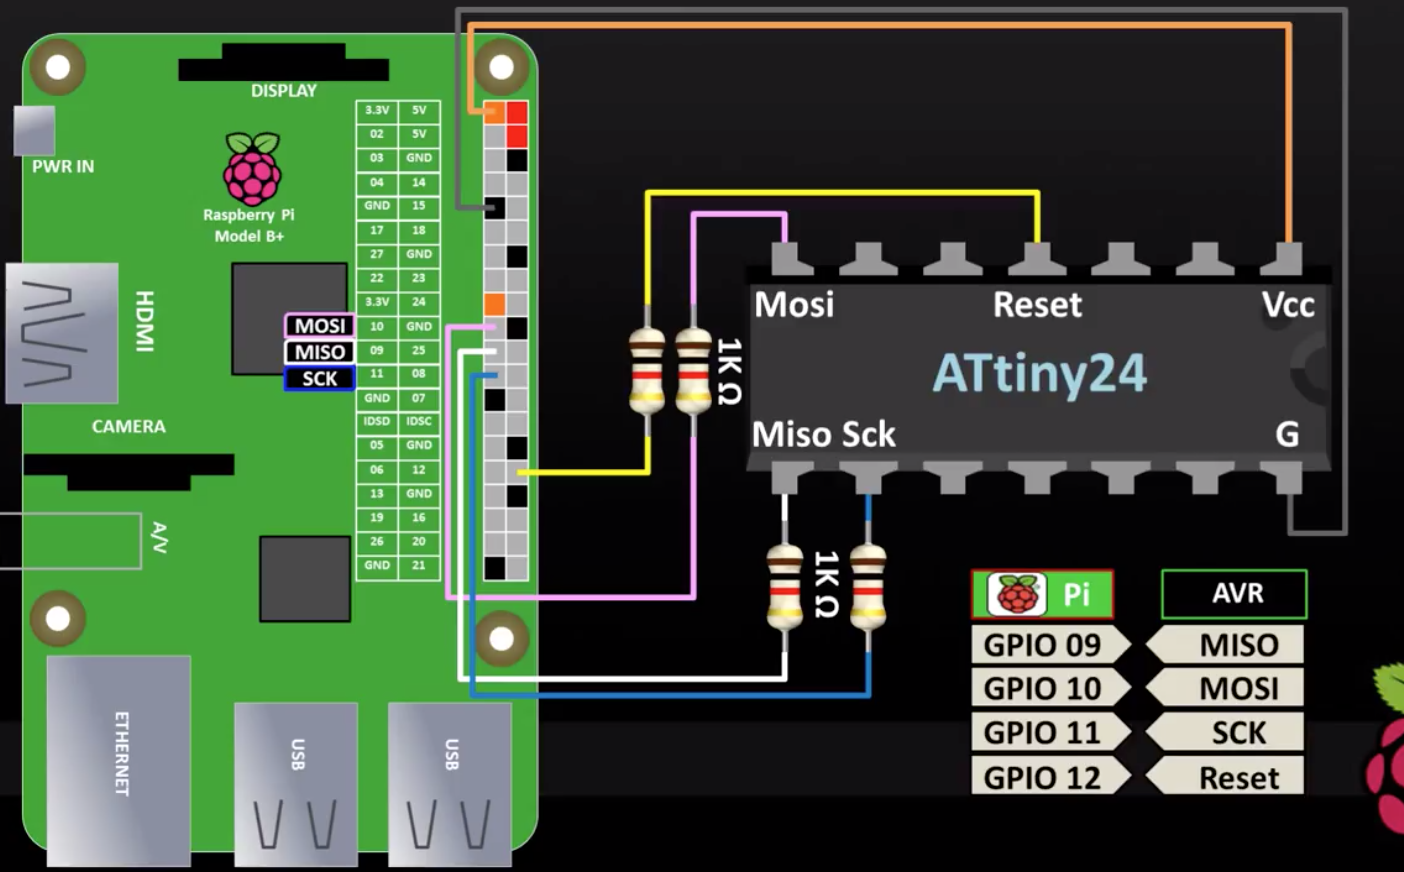 DISPLAY
PWR IN
Raspberry Pi
Model B+
HDMI
3.3V 5V
02 5V
03 GND
04 14
GND 15
17 18
27 GND
22 23
3.3V 24
MOSI 10 GND
MISO 09 25
SCK 11 08
GND 07
IDSD IDSC
05 GND
06 12
13 GND
19 16
26 20
GND 21
CAMERA
A/V
ETHERNET
USB
USB
1K Ω
Mosi Reset Vcc
ATtiny24
Miso Sck G
1K Ω
Pi AVR
GPIO 09 MISO
GPIO 10 MOSI
GPIO 11 SCK
GPIO 12 Reset